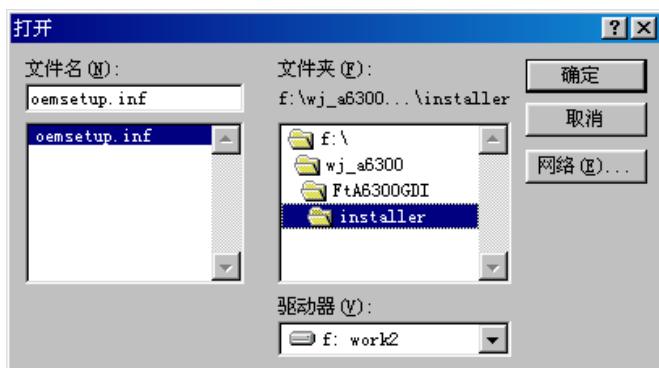 打开
文件名(N):
oemsetup.inf
oemsetup.inf
文件夹(F):
f:\wj_a6300...\installer
f:\
wj_a6300
FtA6300GDI
installer
驱动器(V):
f: work2
确定
取消
网络(E)...